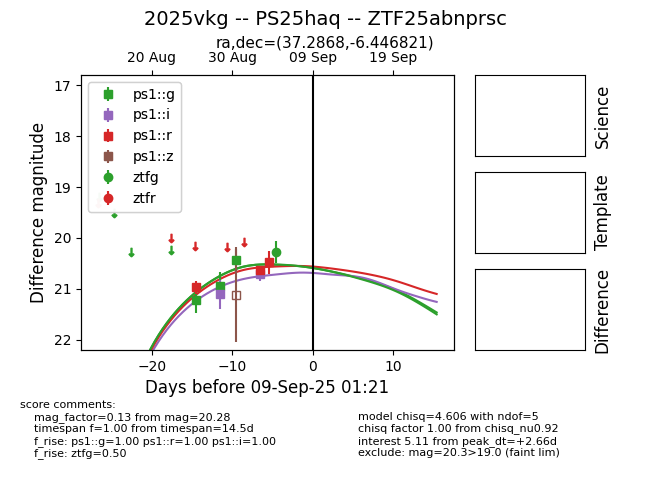 2025vkg -- PS25haq -- ZTF25abnprsc
ra,dec=(37.2868,-6.446821)
20 Aug 30 Aug 09 Sep 19 Sep
17
18
19
20
21
22
Difference magnitude
ps1::g
ps1::i
ps1::r
ps1::z
ztfg
ztfr
−20 −10 0 10
Days before 09-Sep-25 01:21
Science
Template
Difference
score comments:
mag_factor=0.13 from mag=20.28
timespan f=1.00 from timespan=14.5d
f_rise: ps1::g=1.00 ps1::r=1.00 ps1::i=1.00
f_rise: ztfg=0.50
model chisq=4.606 with ndof=5
chisq factor 1.00 from chisq_nu0.92
interest 5.11 from peak_dt=+2.66d
exclude: mag=20.3>19.0 (faint lim)